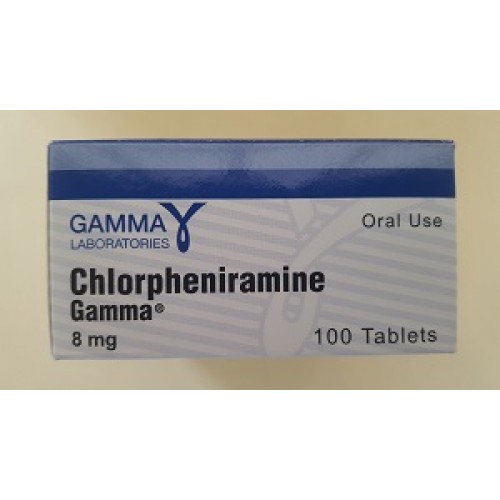 GAMMA
LABORATORIES
Oral Use
Chlorpheniramine
Gamma®
8 mg
100 Tablets